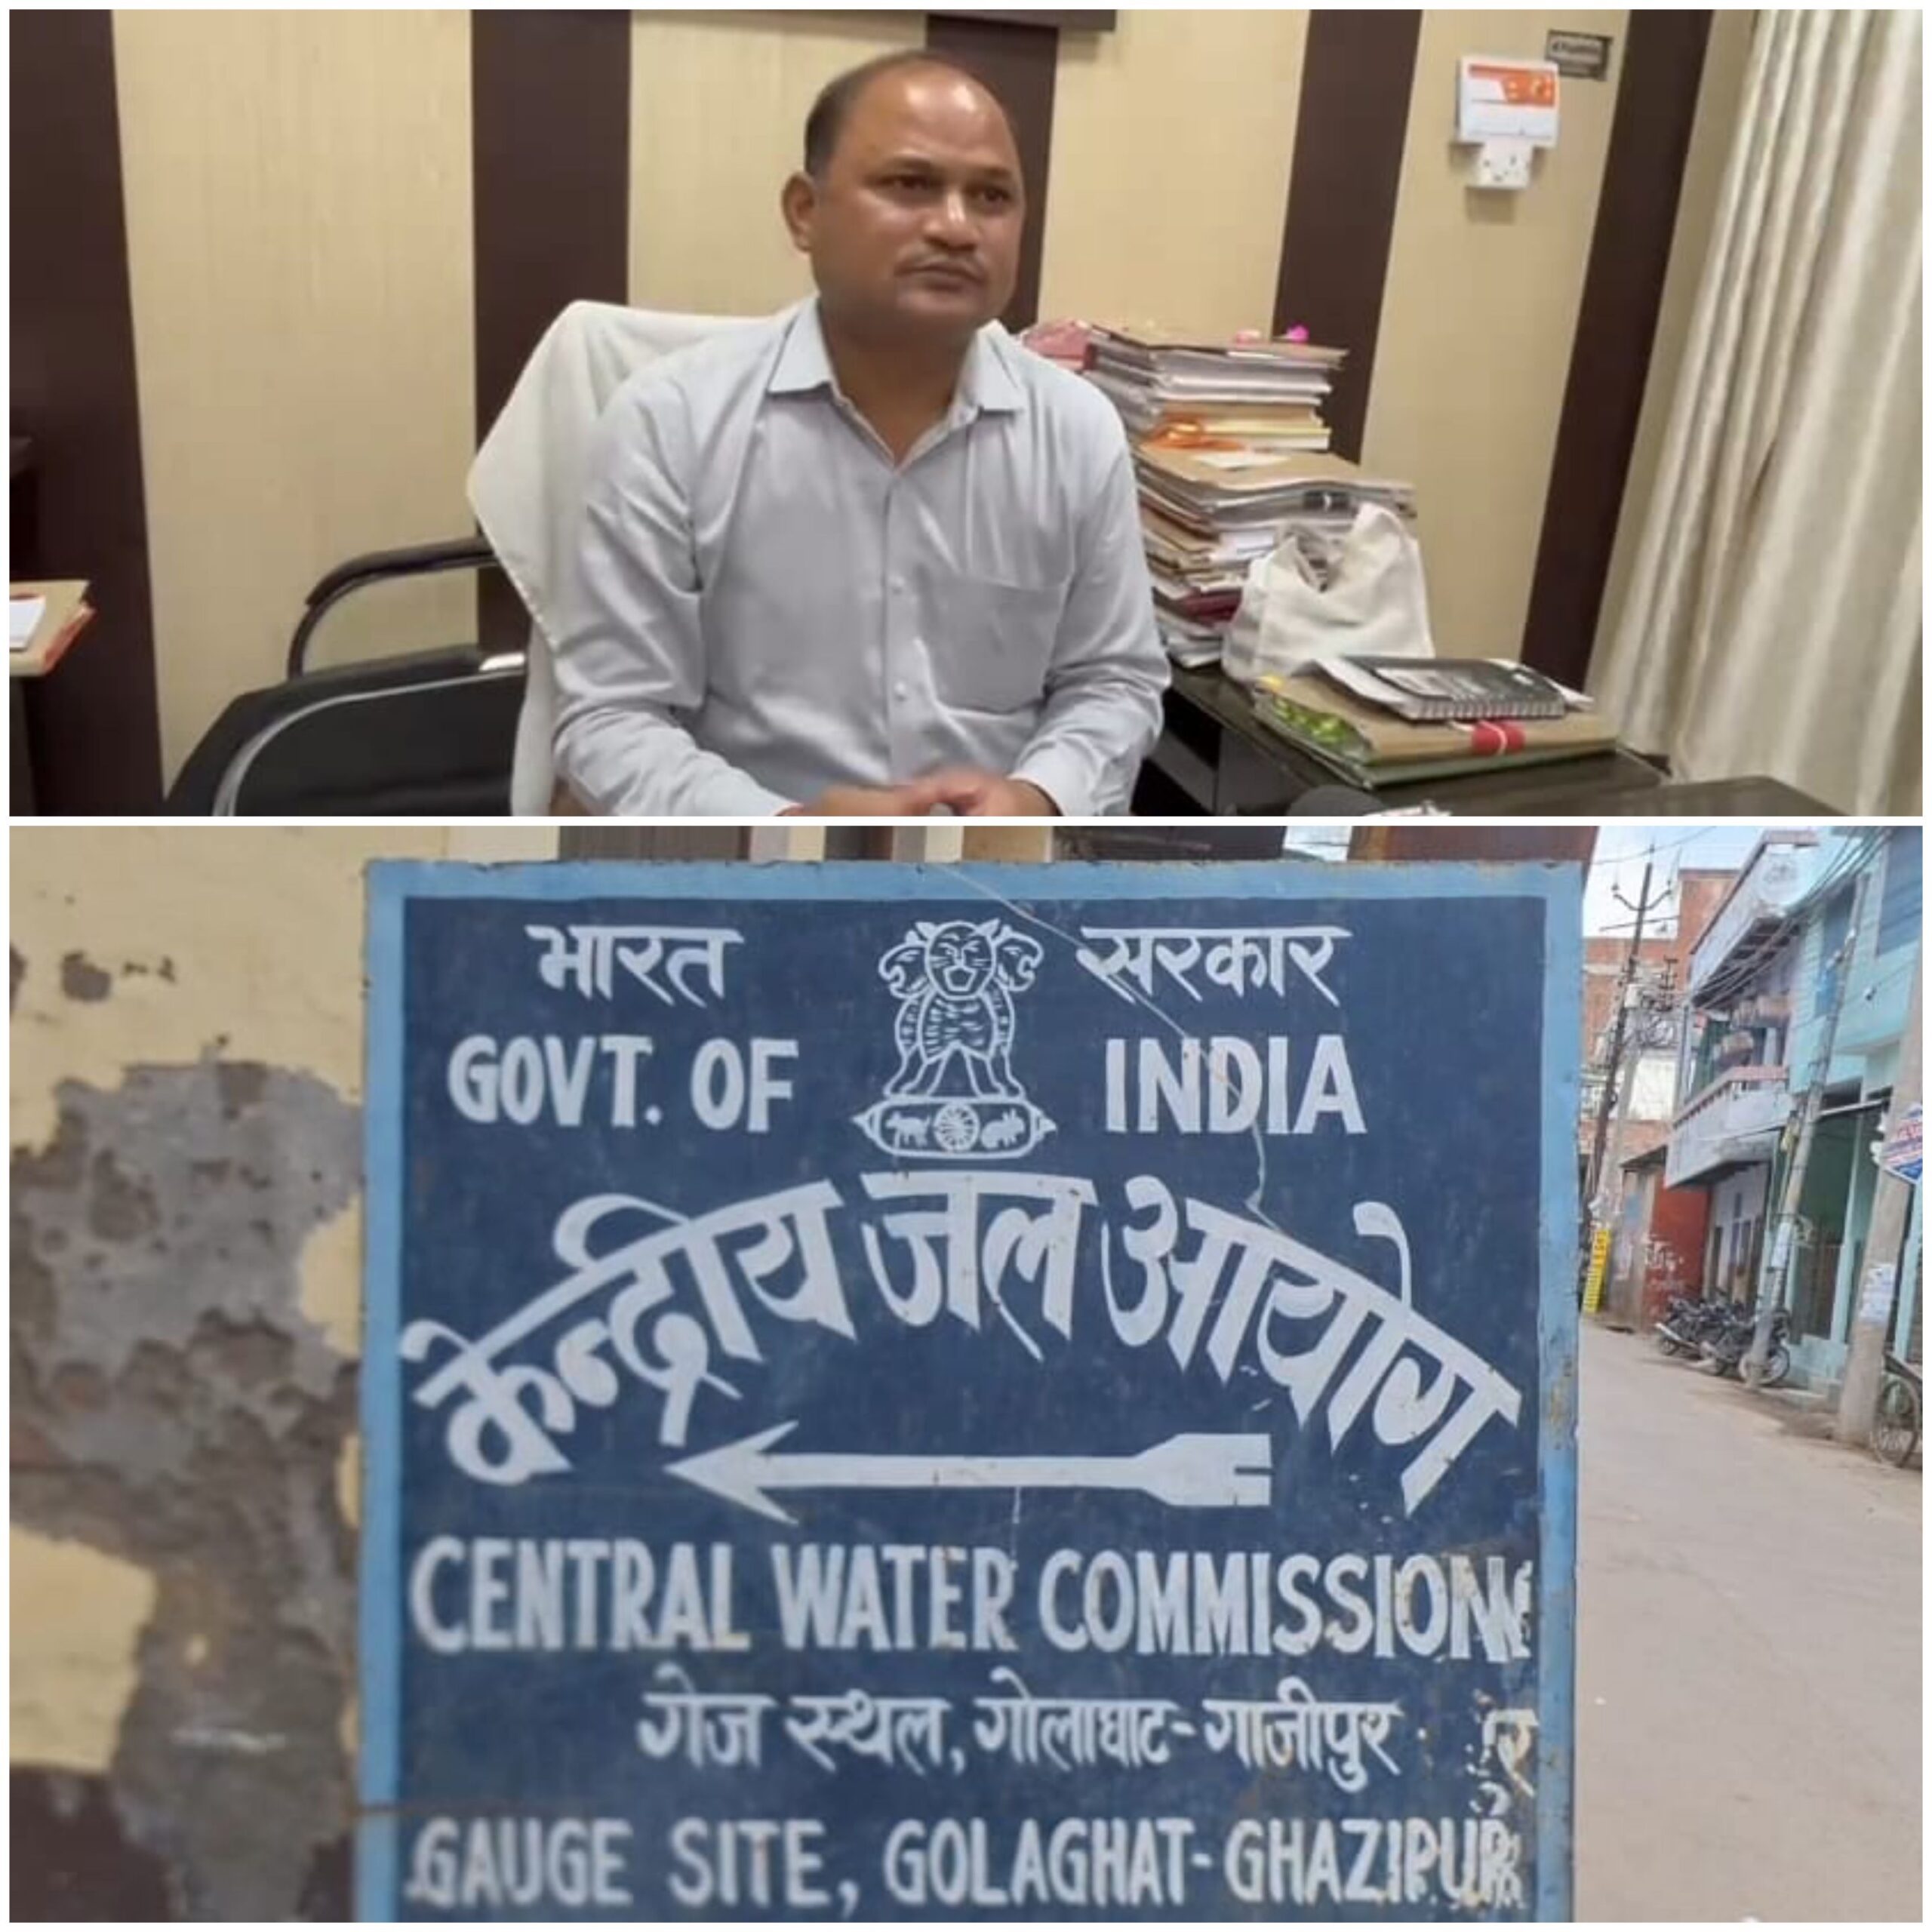 भारत सरकार
GOVT. OF INDIA
केन्द्रीय जल आयोग
CENTRAL WATER COMMISSION
गेज स्थल, गोलाघाट-गाजीपुर
GAUGE SITE, GOLAGHAT-GHAZIPUR